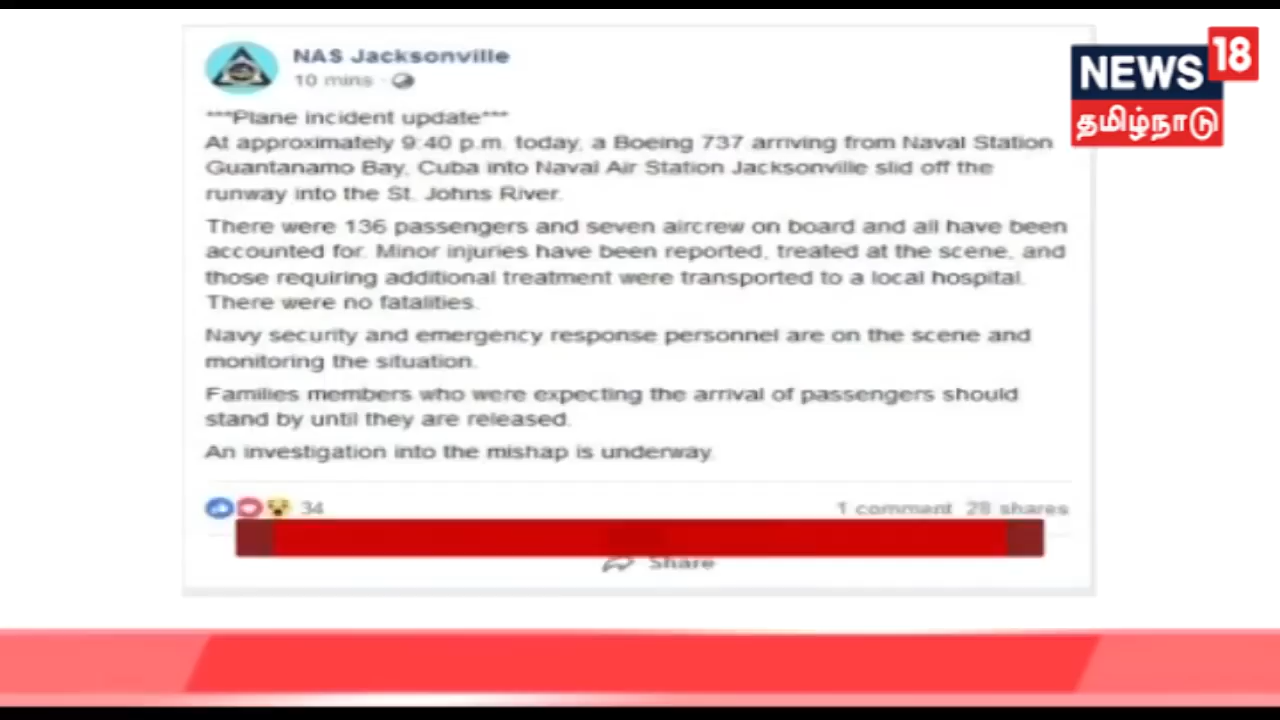 NAS Jacksonville
10 mins
NEWS 18
தமிழ்நாடு
***Plane incident update***
At approximately 9:40 p.m. today, a Boeing 737 arriving from Naval Station
Guantanamo Bay, Cuba into Naval Air Station Jacksonville slid off the
runway into the St. Johns River.
There were 136 passengers and seven aircrew on board and all have been
accounted for. Minor injuries have been reported, treated at the scene, and
those requiring additional treatment were transported to a local hospital.
There were no fatalities.
Navy security and emergency response personnel are on the scene and
monitoring the situation.
Families members who were expecting the arrival of passengers should
stand by until they are released.
An investigation into the mishap is underway.
34
1 comment 28 shares
Share